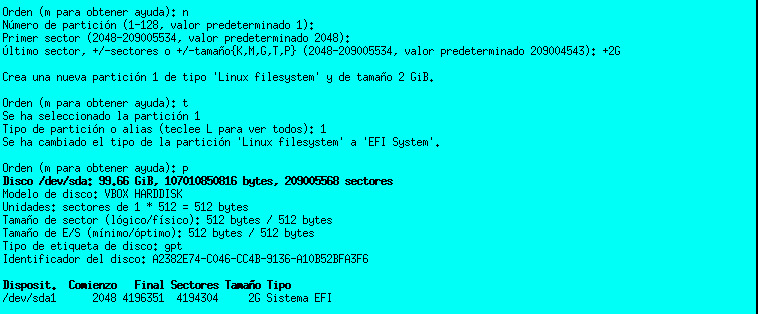 Orden (m para obtener ayuda): n
Número de partición (1-128, valor predeterminado 1):
Primer sector (2048-209005534, valor predeterminado 2048):
Último sector, +/-sectores o +/-tamaño{K,M,G,T,P} (2048-209005534, valor predeterminado 209004543): +2G
Crea una nueva partición 1 de tipo 'Linux filesystem' y de tamaño 2 GiB.
Orden (m para obtener ayuda): t
Se ha seleccionado la partición 1
Tipo de partición o alias (teclee L para ver todos): 1
Se ha cambiado el tipo de la partición 'Linux filesystem' a 'EFI System'.
Orden (m para obtener ayuda): p
Disco /dev/sda: 99.66 GiB, 107010850816 bytes, 209005568 sectores
Modelo de disco: VBOX HARDDISK
Unidades: sectores de 1 * 512 = 512 bytes
Tamaño de sector (lógico/físico): 512 bytes / 512 bytes
Tamaño de E/S (mínimo/óptimo): 512 bytes / 512 bytes
Tipo de etiqueta de disco: gpt
Identificador del disco: A2382E74-C046-CC4B-9136-A10B52BFA3F6
Disposit. Comienzo Final Sectores Tamaño Tipo
/dev/sda1 2048 4196351 4194304 2G Sistema EFI